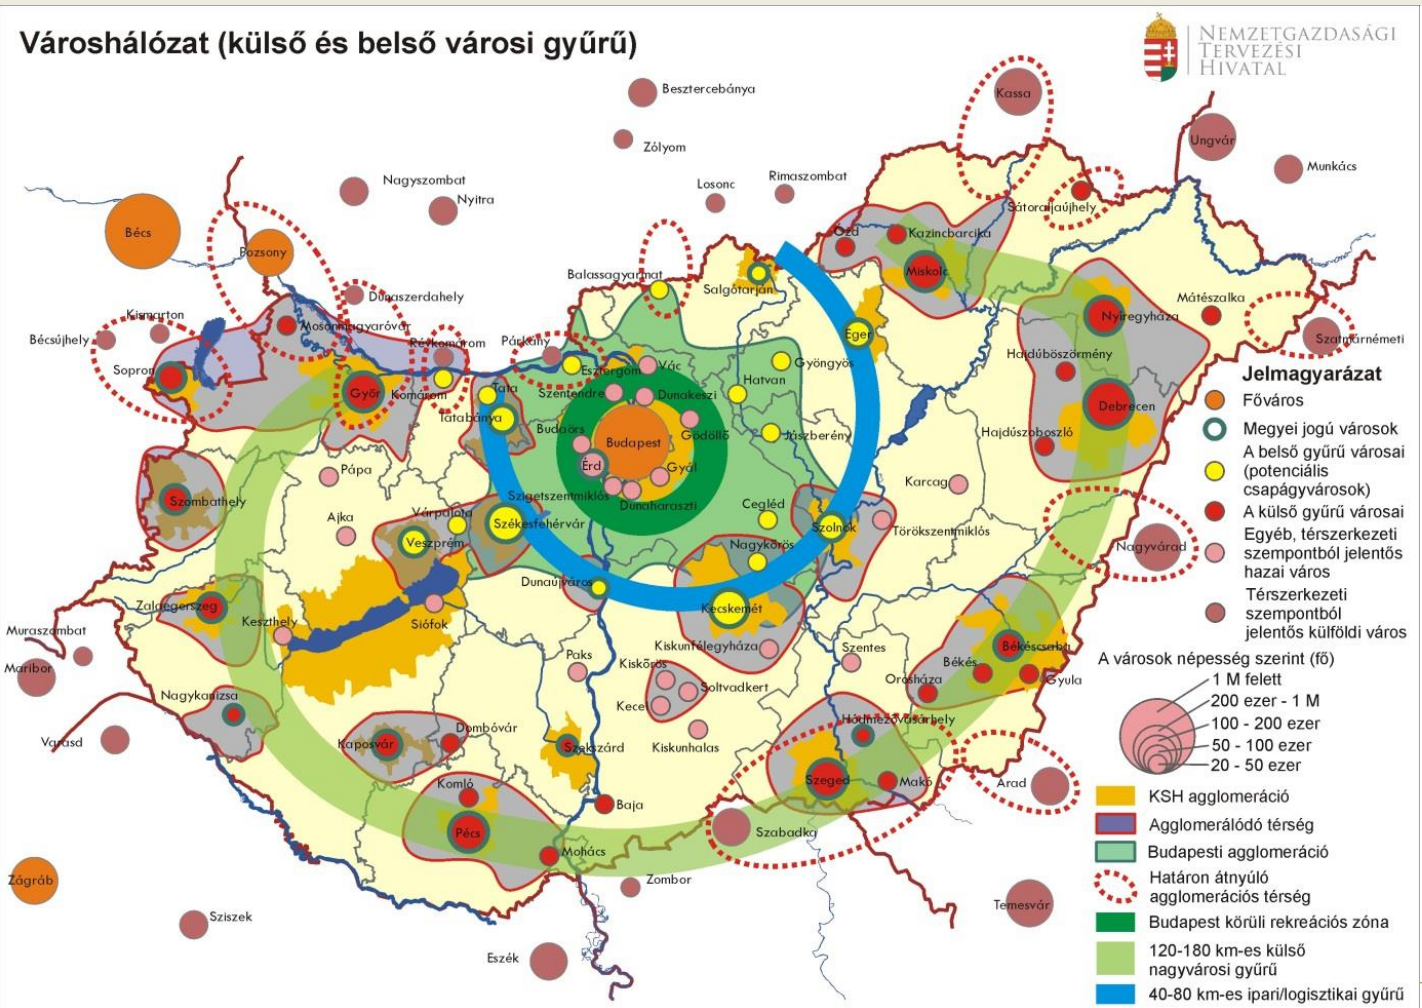 Városhálózat (külső és belső városi gyűrű)
NEMZETGAZDASÁGI
TERVEZÉSI
HIVATAL
Besztercebánya
Kassa
Zólyom
Ungvár
Munkács
Nagyszombat
Nyitra
Losonc
Rimaszombat
Sátoraljaújhely
Bécs
Pozsony
Ózd
Kazincbarcika
Miskolc
Balassagyarmat
Salgótarján
Dunaszerdahely
Kismarton
Mosonmagyaróvár
Bécsújhely
Révkomárom
Párkány
Eger
Nyíregyháza
Mátészalka
Szatmárnémeti
Sopron
Győr
Komárom
Tata
Esztergom
Vác
Gyöngyös
Hajdúböszörmény
Szentendre
Dunakeszi
Hatvan
Tatabánya
Budaörs
Budapest
Gödöllő
Jászberény
Debrecen
Hajdúszoboszló
Érd
Gyál
Pápa
Karcag
Szombathely
Szigetszentmiklós
Dunaharaszti
Cegléd
Ajka
Várpalota
Székesfehérvár
Szolnok
Törökszentmiklós
Veszprém
Nagykőrös
Nagyvárad
Dunaújváros
Zalaegerszeg
Keszthely
Siófok
Kecskemét
Muraszombat
Maribor
Kiskunfélegyháza
Szentes
Békéscsaba
Paks
Kiskőrös
Békés
Gyula
Soltvadkert
Orosháza
Nagykanizsa
Kecel
Hódmezővásárhely
Varasd
Kaposvár
Dombóvár
Szekszárd
Kiskunhalas
Szeged
Makó
Arad
Komló
Baja
Pécs
Szabadka
Mohács
Zágráb
Zombor
Temesvár
Sziszek
Eszék
Jelmagyarázat
Főváros
Megyei jogú városok
A belső gyűrű városai
(potenciális
csapágyvárosok)
A külső gyűrű városai
Egyéb, térszerkezeti
szempontból jelentős
hazai város
Térszerkezeti
szempontból
jelentős külföldi város
A városok népesség szerint (fő)
1 M felett
200 ezer - 1 M
100 - 200 ezer
50 - 100 ezer
20 - 50 ezer
KSH agglomeráció
Agglomerálódó térség
Budapesti agglomeráció
Határon átnyúló
agglomerációs térség
Budapest körüli rekreációs zóna
120-180 km-es külső
nagyvárosi gyűrű
40-80 km-es ipari/logisztikai gyűrű